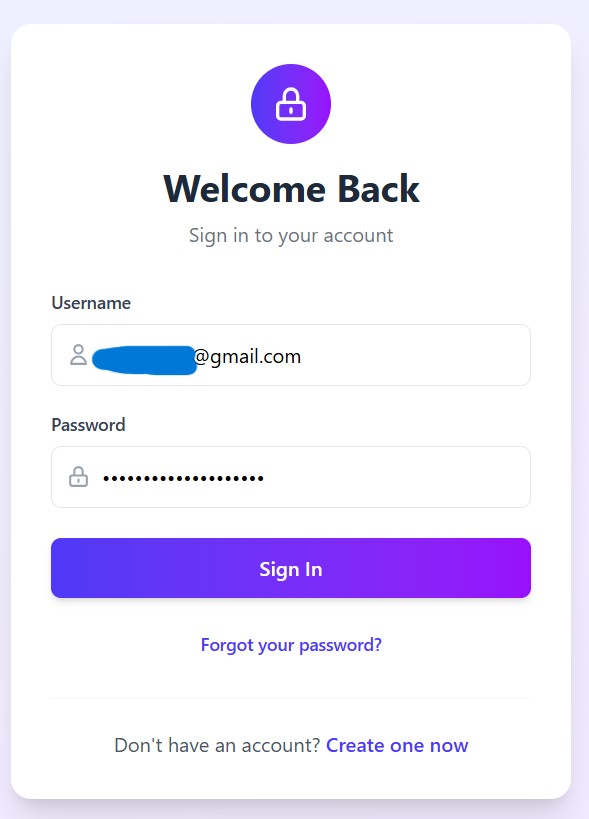 Welcome Back
Sign in to your account
Username
@gmail.com
Password
••••••••••••••••••••
Sign In
Forgot your password?
Don't have an account? Create one now